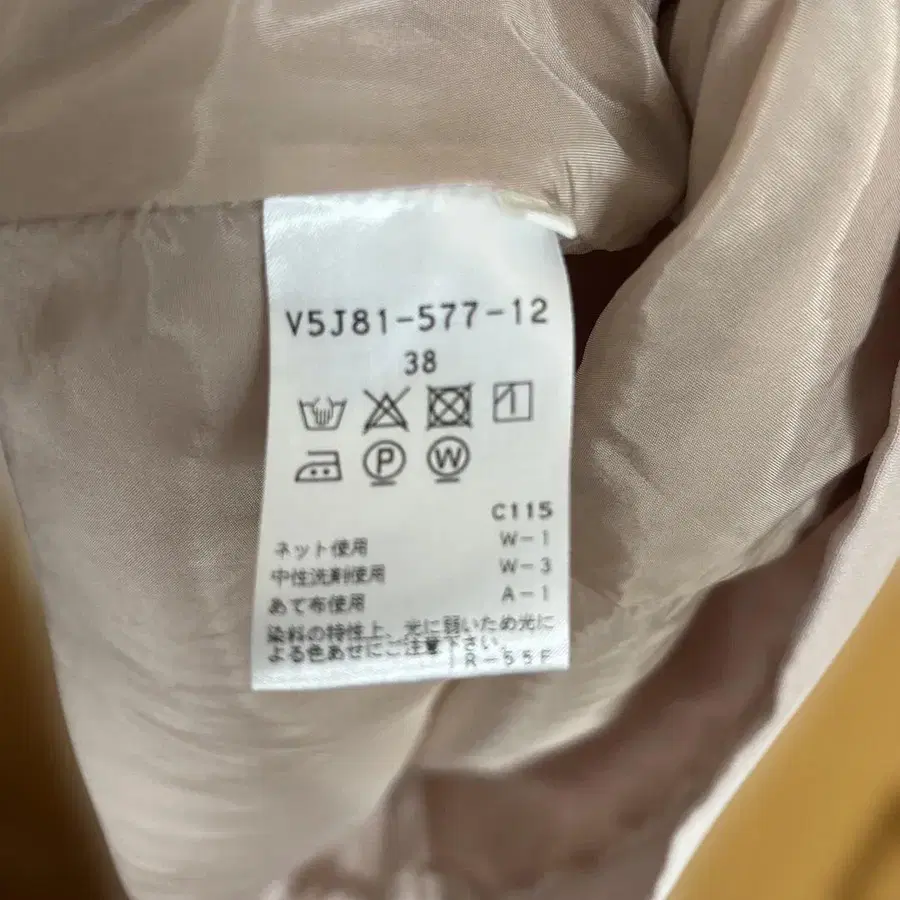 V5J81-577-12
38
P W
C115
ネット使用 W-1
中性洗剤使用 W-3
あて布使用 A-1
染料の特性上、光に弱いため光に
よる色あせにご注意下さい。
R-55F